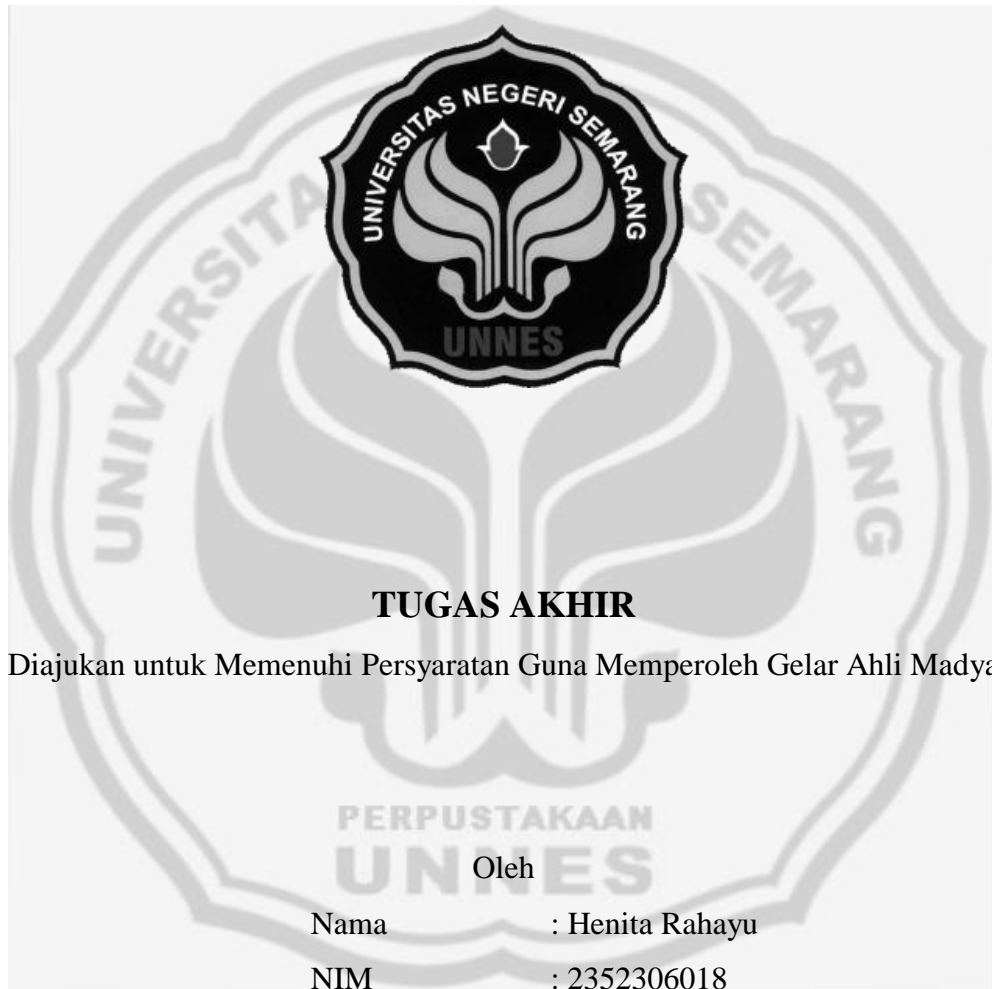 UNIVERSITAS NEGERI SEMARANG
UNNES
TUGAS AKHIR
Diajukan untuk Memenuhi Persyaratan Guna Memperoleh Gelar Ahli Madya
PERPUSTAKAAN
UNNES
Oleh
Nama : Henita Rahayu
NIM : 2352306018